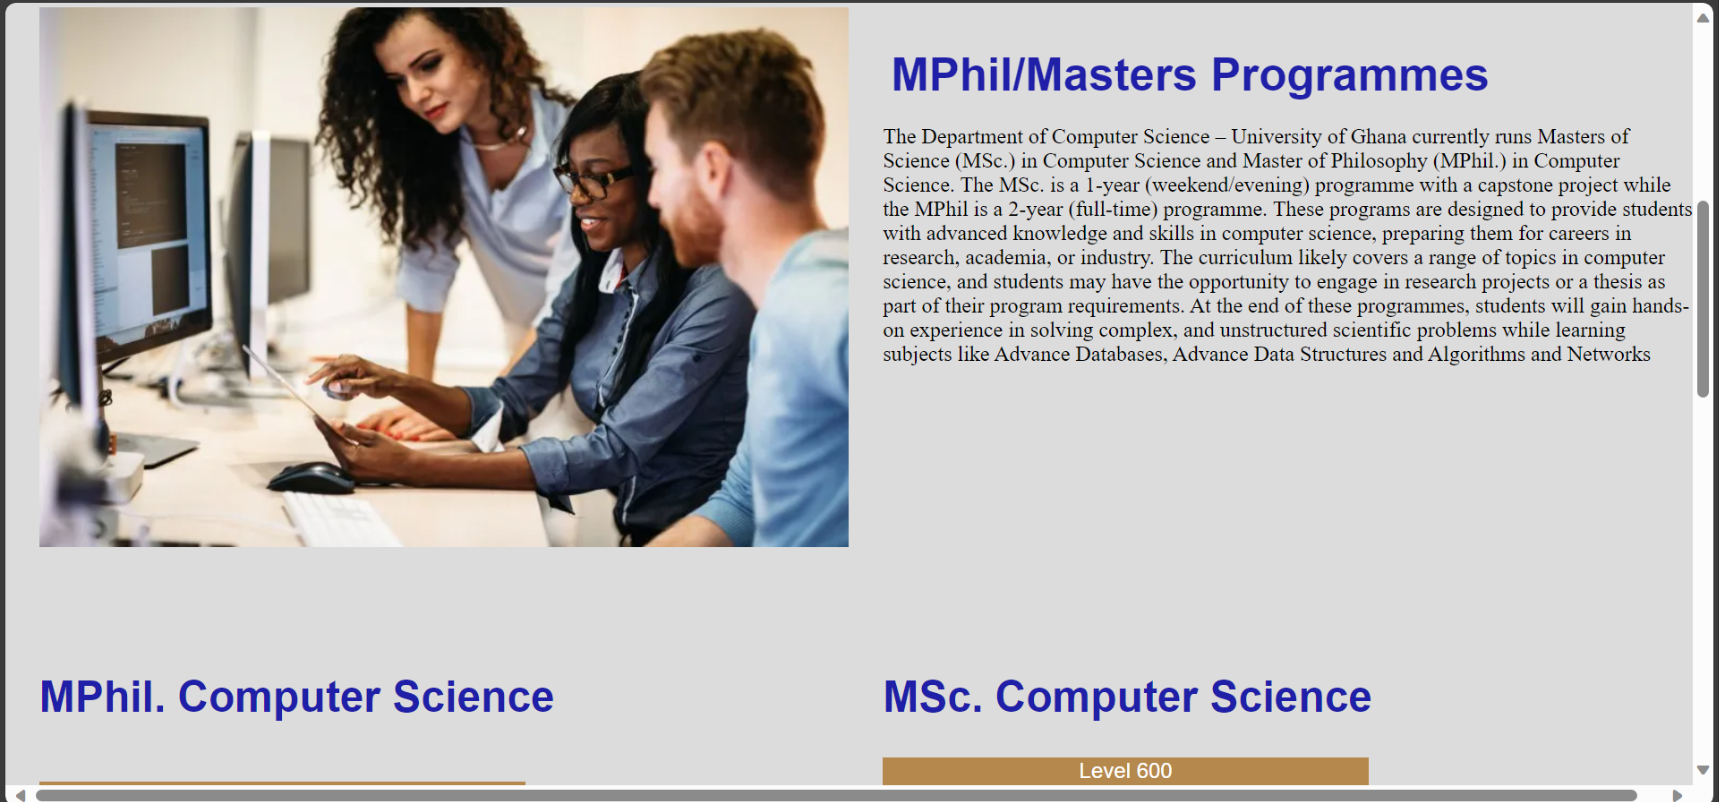 MPhil/Masters Programmes
The Department of Computer Science – University of Ghana currently runs Masters of
Science (MSc.) in Computer Science and Master of Philosophy (MPhil.) in Computer
Science. The MSc. is a 1-year (weekend/evening) programme with a capstone project while
the MPhil is a 2-year (full-time) programme. These programs are designed to provide students
with advanced knowledge and skills in computer science, preparing them for careers in
research, academia, or industry. The curriculum likely covers a range of topics in computer
science, and students may have the opportunity to engage in research projects or a thesis as
part of their program requirements. At the end of these programmes, students will gain hands-
on experience in solving complex, and unstructured scientific problems while learning
subjects like Advance Databases, Advance Data Structures and Algorithms and Networks
MPhil. Computer Science
MSc. Computer Science
Level 600